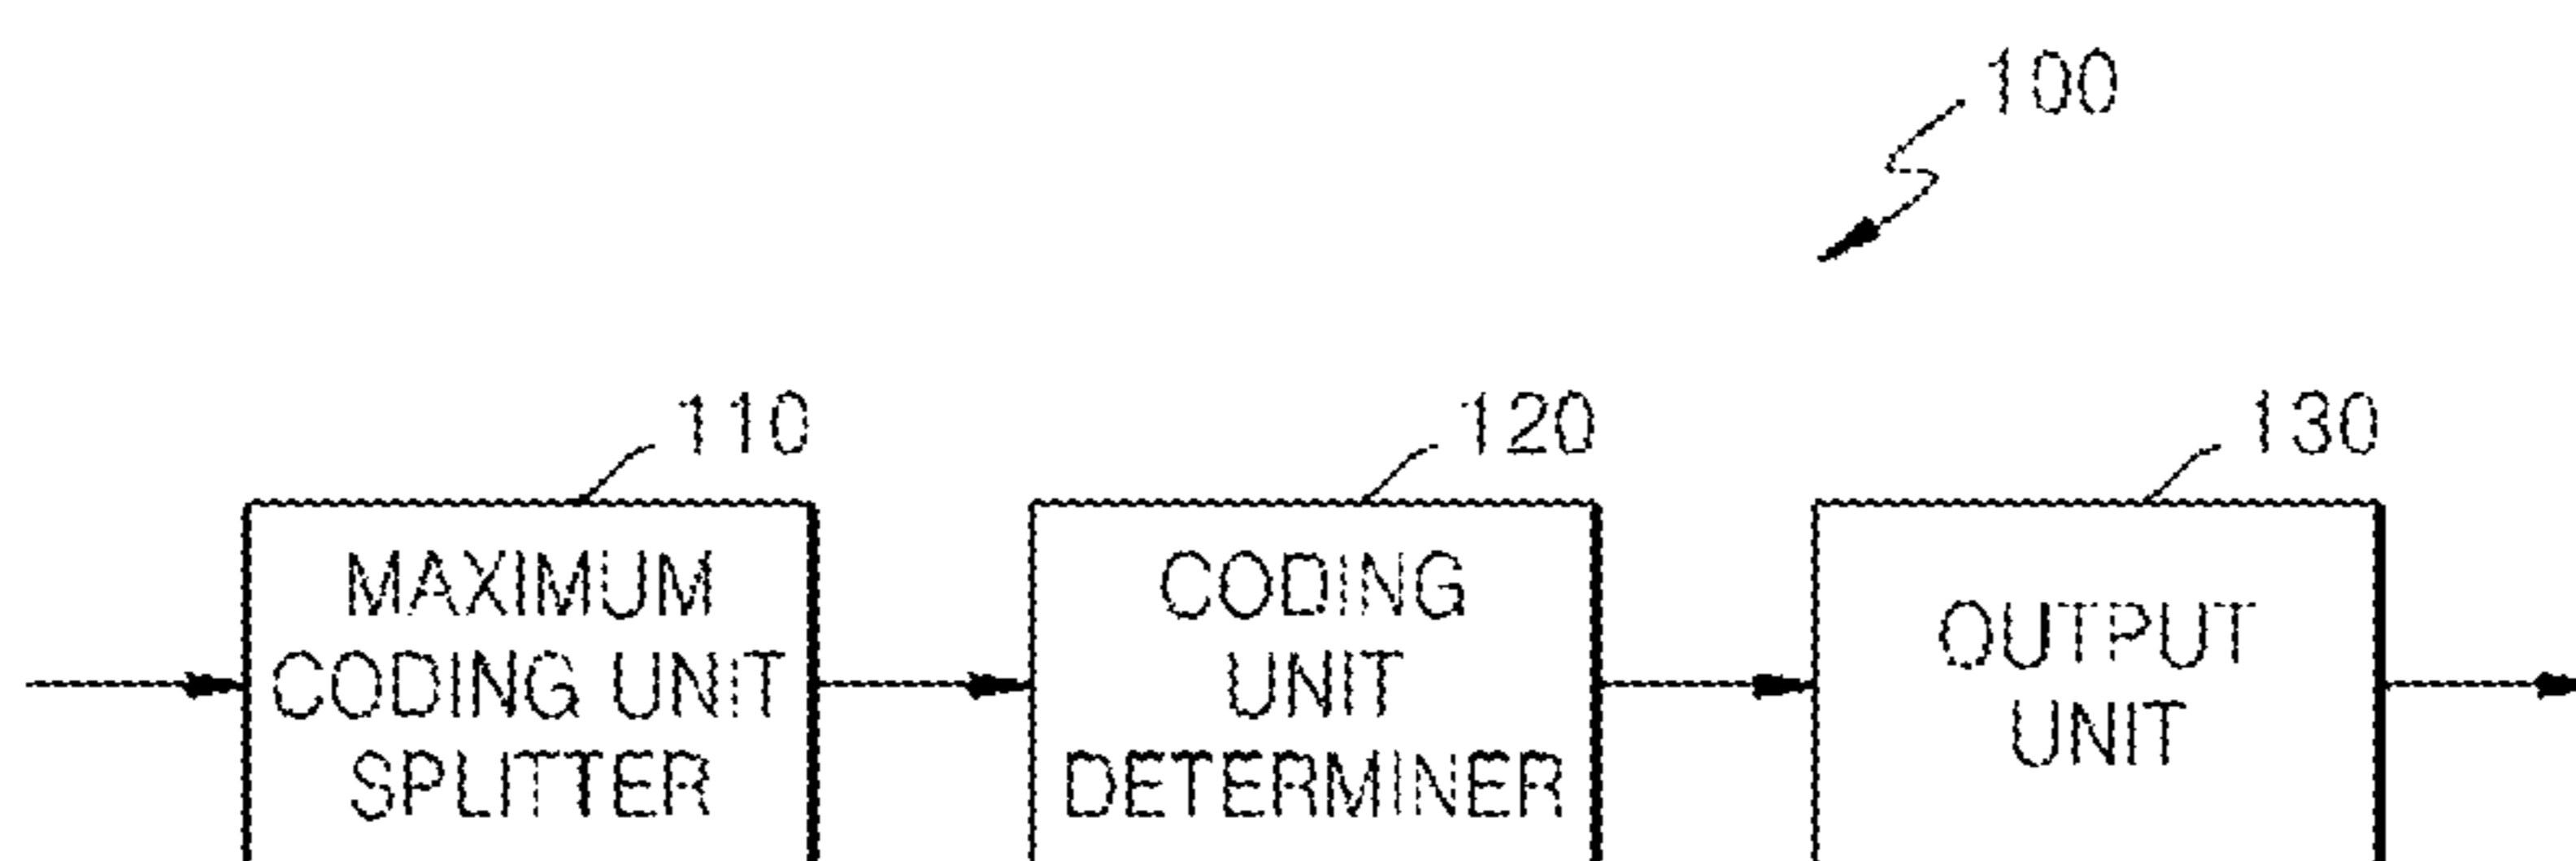 100
110
120
130
MAXIMUM
CODING UNIT
SPLITTER
CODING
UNIT
DETERMINER
OUTPUT
UNIT